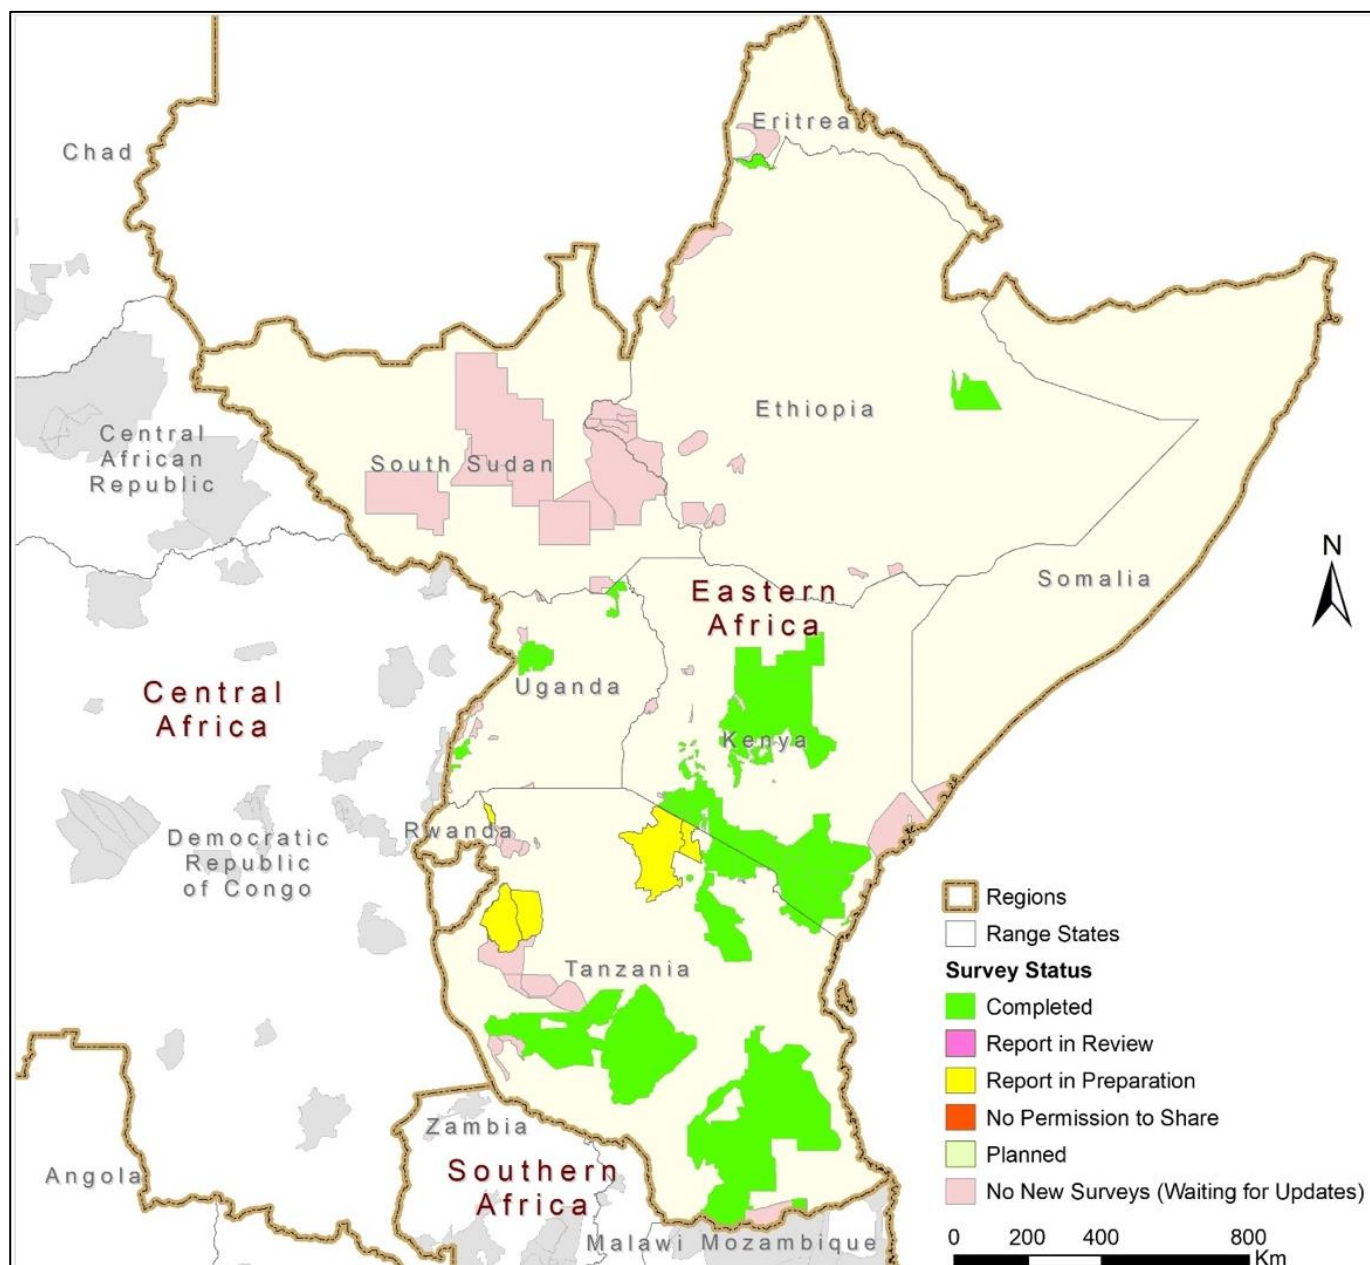 Eritrea
Chad
Ethiopia
Central
African
Republic
South Sudan
Somalia
N
Eastern
Africa
Central
Africa
Uganda
Kenya
Rwanda
Democratic
Republic
of Congo
Tanzania
Zambia
Angola
Southern
Africa
Malawi
Mozambique
Regions
Range States
Survey Status
Completed
Report in Review
Report in Preparation
No Permission to Share
Planned
No New Surveys (Waiting for Updates)
0 200 400 800
Km